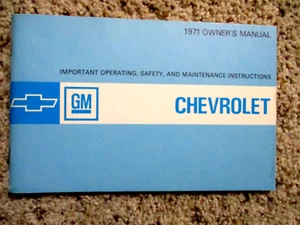 1971 OWNER'S MANUAL
IMPORTANT OPERATING, SAFETY, AND MAINTENANCE INSTRUCTIONS
GM
CHEVROLET